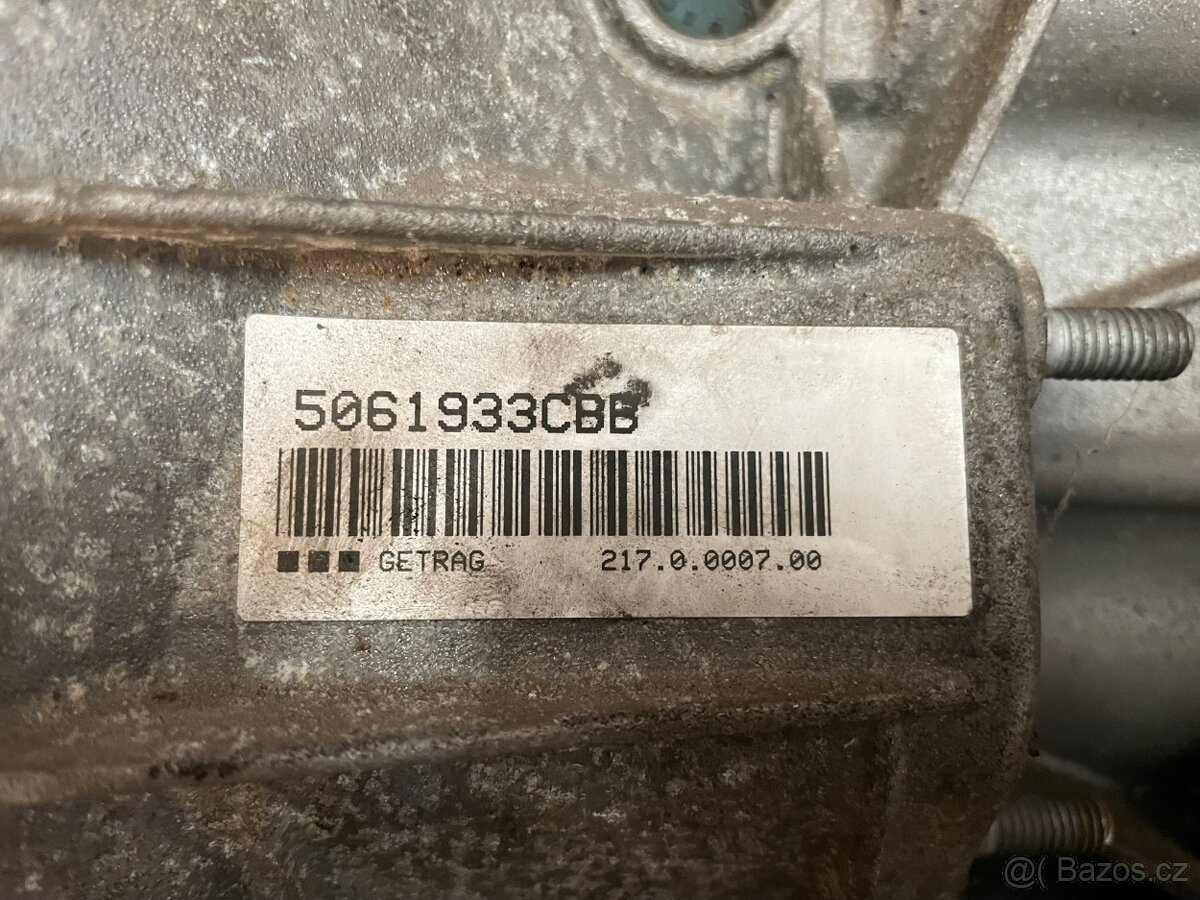 5061933CBB
GETRAG 217.0.0007.00
@( Bazos.cz